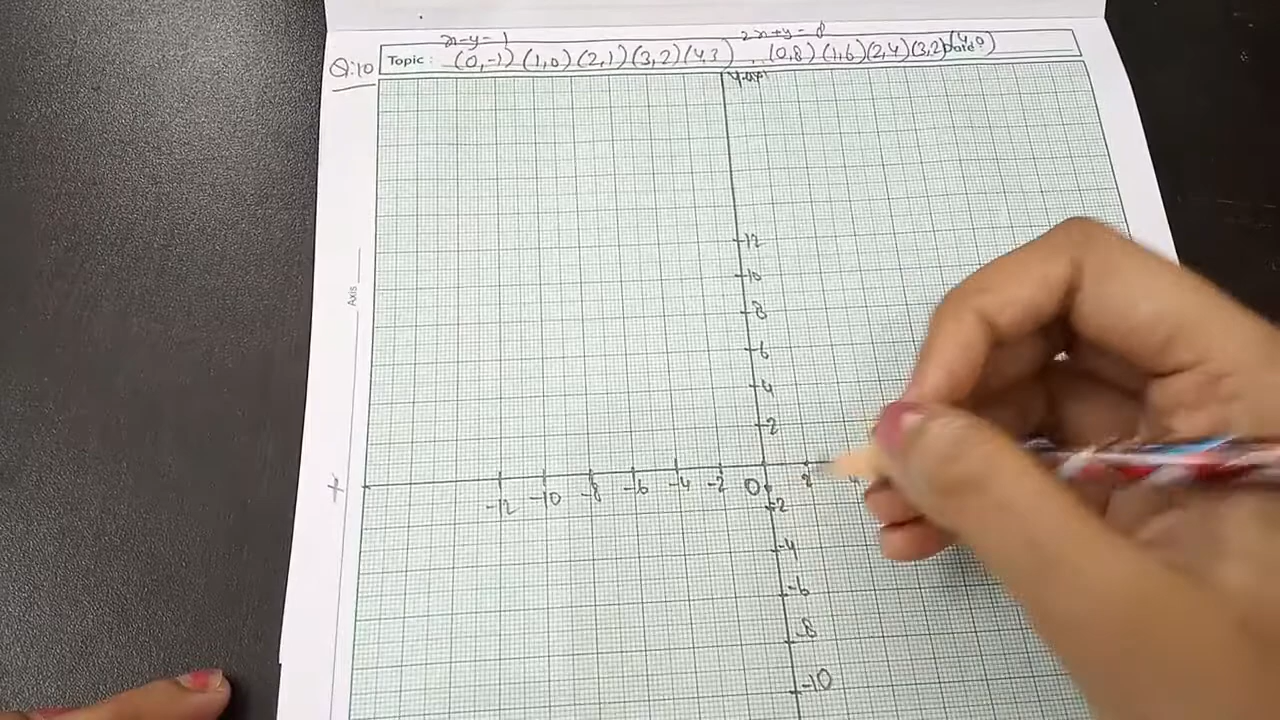 x-y=1 2x+y=8
Q:10 Topic: (0,-1) (1,0) (2,1) (3,2) (4,3) (0,8) (1,6) (2,4) (3,2) (4,0)
Y-axi
12
10
8
6
4
2
Axis
-12 -10 -8 -6 -4 -2 0 2 4
-2
-4
-6
-8
-10